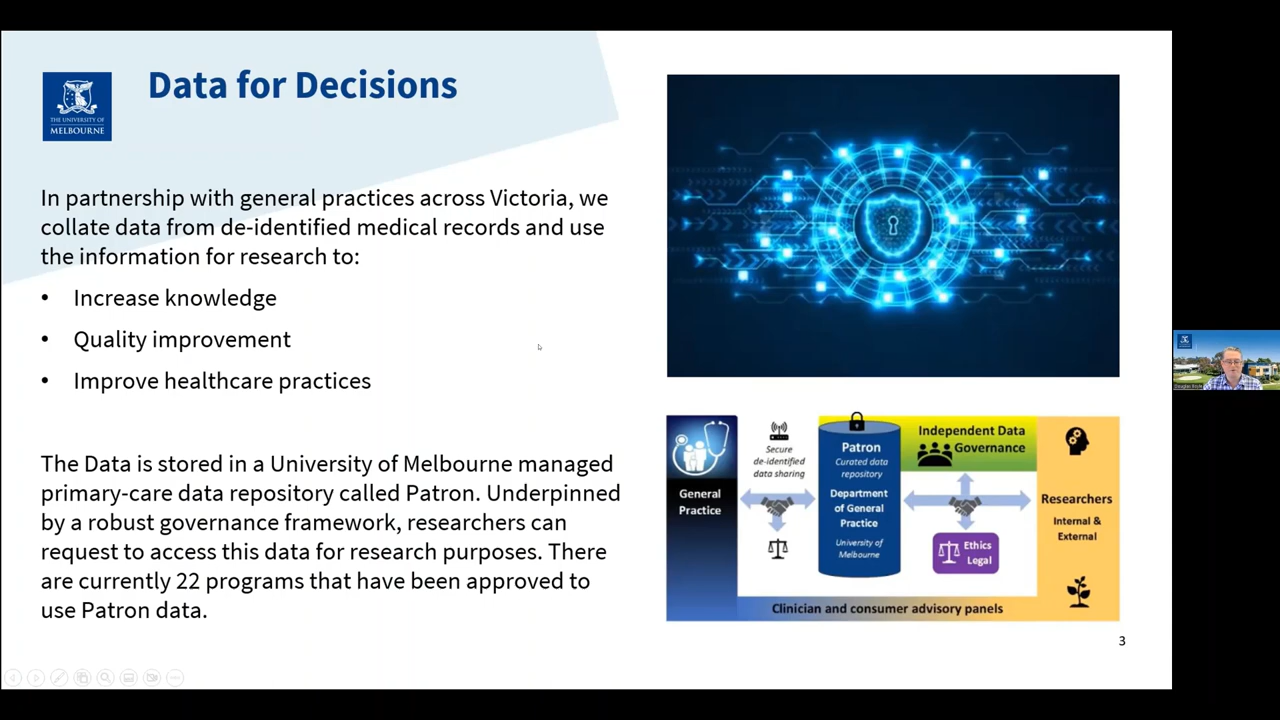 Data for Decisions
THE UNIVERSITY OF
MELBOURNE
In partnership with general practices across Victoria, we
collate data from de-identified medical records and use
the information for research to:
• Increase knowledge
• Quality improvement
• Improve healthcare practices
The Data is stored in a University of Melbourne managed
primary-care data repository called Patron. Underpinned
by a robust governance framework, researchers can
request to access this data for research purposes. There
are currently 22 programs that have been approved to
use Patron data.
General
Practice
Secure
de-identified
data sharing
Patron
Curated data
repository
Department
of General
Practice
University of
Melbourne
Independent Data
Governance
Ethics
Legal
Researchers
Internal &
External
Clinician and consumer advisory panels
3
Douglas Boyle